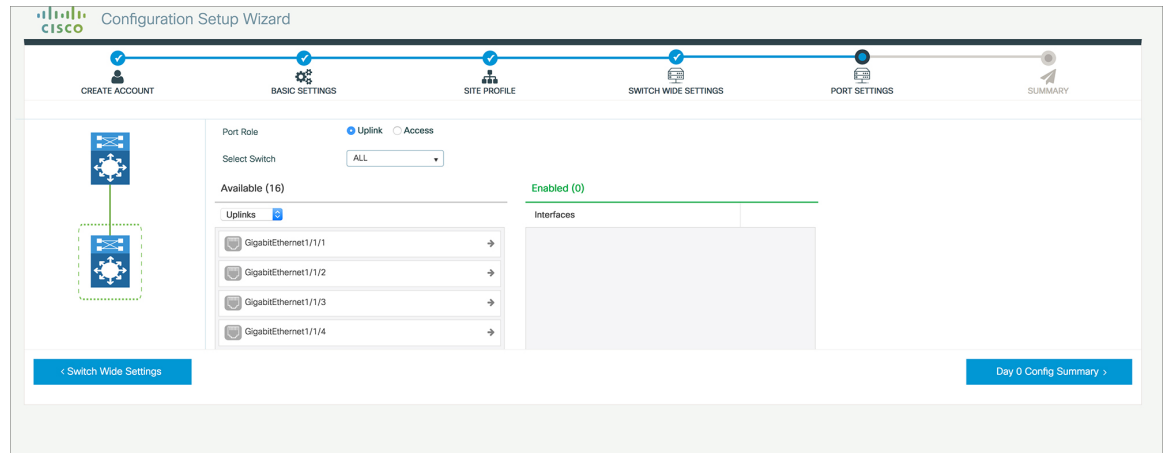 CISCO
Configuration Setup Wizard
CREATE ACCOUNT
BASIC SETTINGS
SITE PROFILE
SWITCH WIDE SETTINGS
PORT SETTINGS
SUMMARY
Port Role
Uplink
Access
Select Switch
ALL
Available (16)
Enabled (0)
Uplinks
Interfaces
GigabitEthernet1/1/1
GigabitEthernet1/1/2
GigabitEthernet1/1/3
GigabitEthernet1/1/4
< Switch Wide Settings
Day 0 Config Summary >